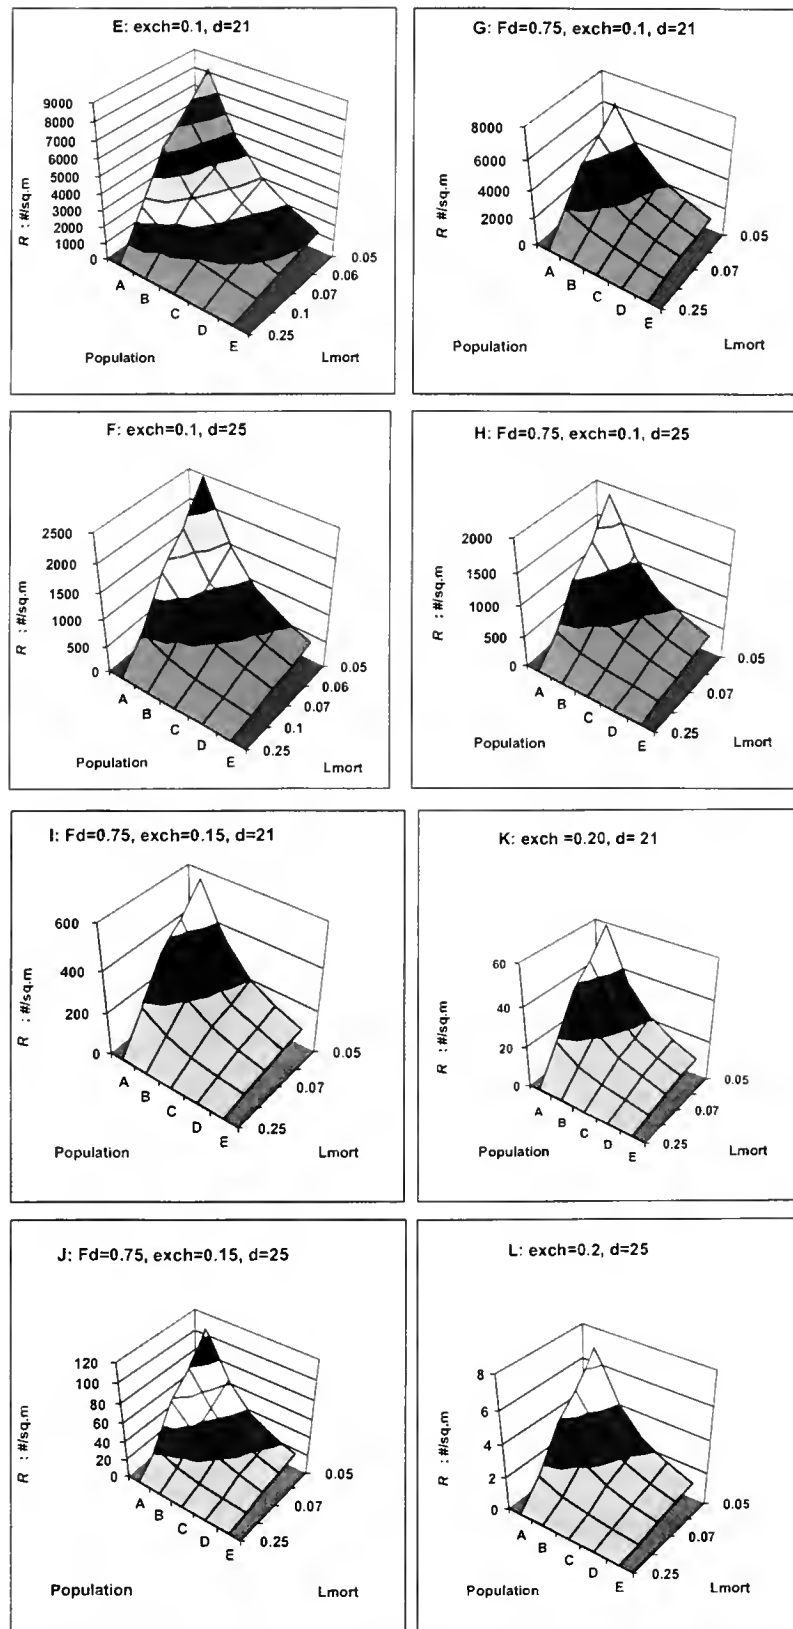 E: exch=0.1, d=21
9000
8000
7000
6000
5000
4000
3000
2000
1000
0
R : #/sq.m
A
B
C
D
E
0.25
0.1
0.07
0.06
0.05
Population
Lmort
G: Fd=0.75, exch=0.1, d=21
8000
6000
4000
2000
0
R #/sq.m
A
B
C
D
E
0.25
0.07
0.05
Population
Lmort
F: exch=0.1, d=25
2500
2000
1500
1000
500
0
R : #/sq.m
A
B
C
D
E
0.25
0.1
0.07
0.06
0.05
Population
Lmort
H: Fd=0.75, exch=0.1, d=25
2000
1500
1000
500
0
R : #/sq.m
A
B
C
D
E
0.25
0.07
0.05
Population
Lmort
I: Fd=0.75, exch=0.15, d=21
600
400
200
0
R : #/sq.m
A
B
C
D
E
0.25
0.07
0.05
Population
Lmort
K: exch =0.20, d= 21
60
40
20
0
R : #/sq.m
A
B
C
D
E
0.25
0.07
0.05
Population
Lmort
J: Fd=0.75, exch=0.15, d=25
120
100
80
60
40
20
0
R : #/sq.m
A
B
C
D
E
0.25
0.07
0.05
Population
Lmort
L: exch=0.2, d=25
8
6
4
2
0
R : #/sq.m
A
B
C
D
E
0.25
0.07
0.05
Population
Lmort